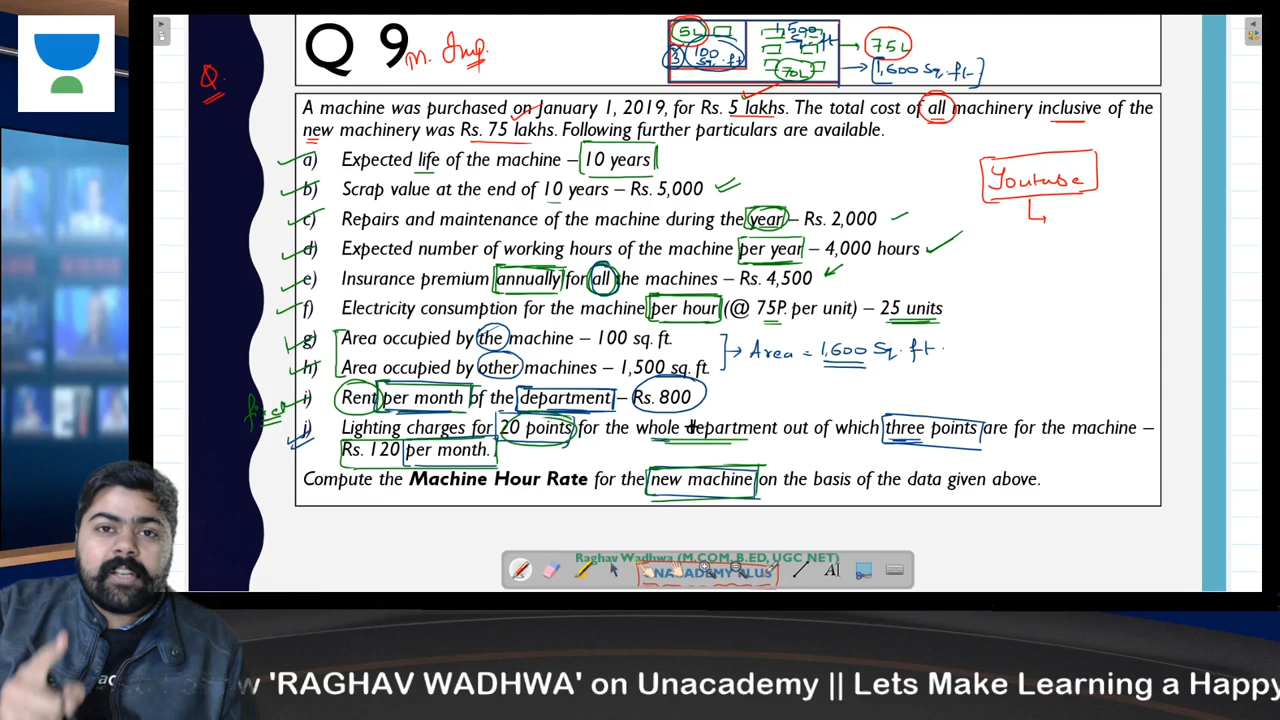 Q 9 m. Imp.
5L
100 sq. ft
1,500 sq. ft
70L
75L
1,600 sq. ft
Q.
A machine was purchased on January 1, 2019, for Rs. 5 lakhs. The total cost of all machinery inclusive of the
new machinery was Rs. 75 lakhs. Following further particulars are available.
a) Expected life of the machine – 10 years
b) Scrap value at the end of 10 years – Rs. 5,000
c) Repairs and maintenance of the machine during the year – Rs. 2,000
d) Expected number of working hours of the machine per year – 4,000 hours
e) Insurance premium annually for all the machines – Rs. 4,500
f) Electricity consumption for the machine per hour (@ 75P. per unit) – 25 units
g) Area occupied by the machine – 100 sq. ft.
h) Area occupied by other machines – 1,500 sq. ft.
Area = 1,600 sq. ft.
i) Rent per month of the department – Rs. 800
j) Lighting charges for 20 points for the whole department out of which three points are for the machine –
Rs. 120 per month.
Compute the Machine Hour Rate for the new machine on the basis of the data given above.
Youtube
Raghav Wadhwa (M.COM, B.ED, UGC NET)
UNACADEMY PLUS
'RAGHAV WADHWA' on Unacademy || Lets Make Learning a Happy